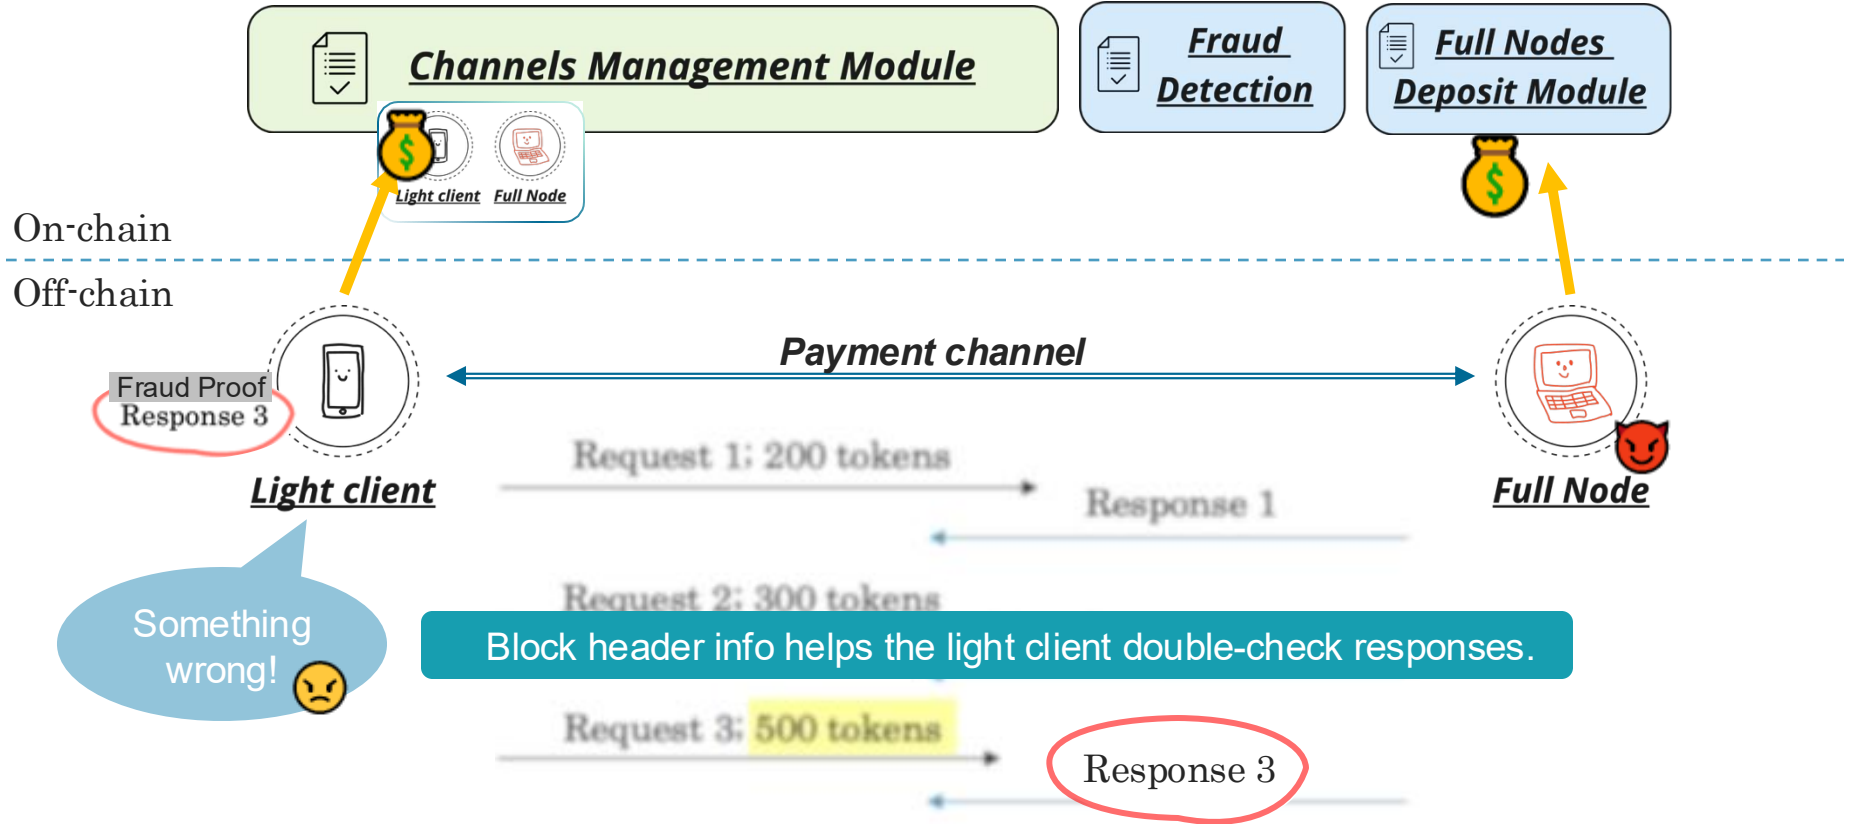 Channels Management Module
Fraud
Detection
Full Nodes
Deposit Module
Light client
Full Node
On-chain
Off-chain
Payment channel
Fraud Proof
Response 3
Light client
Full Node
Request 1; 200 tokens
Response 1
Something
wrong!
Request 2; 300 tokens
Block header info helps the light client double-check responses.
Request 3; 500 tokens
Response 3